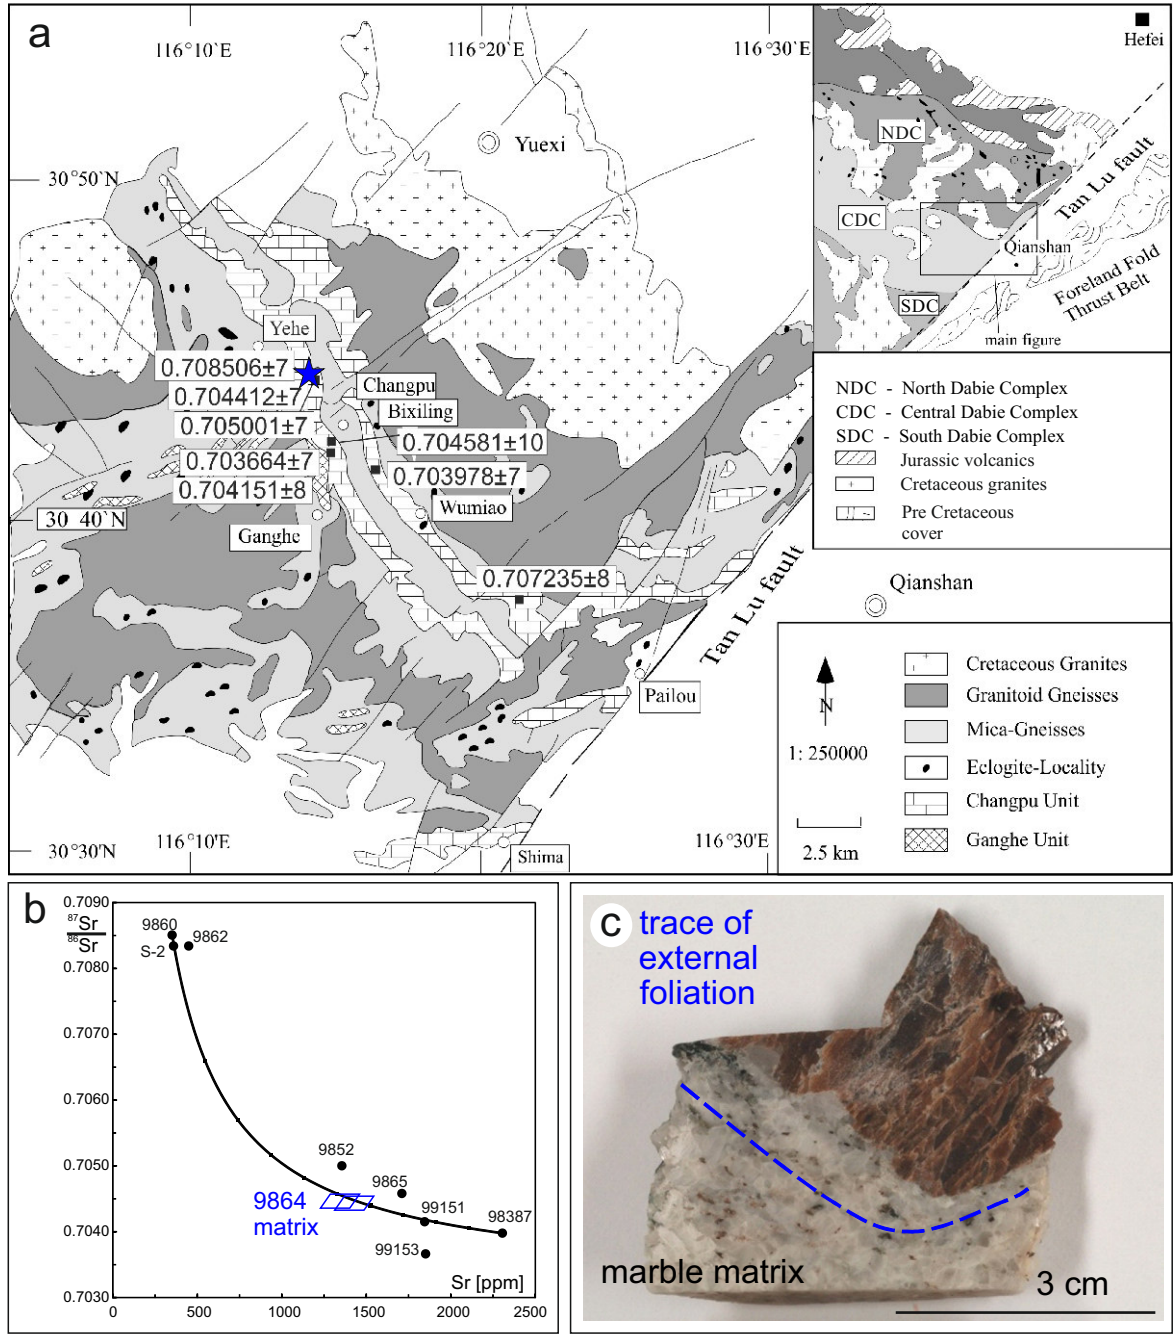 a
116°10`E
116°20`E
116°30`E
Hefei
Yuexi
NDC
30°50`N
CDC
Tan Lu fault
Qianshan
SDC
Foreland Fold
Thrust Belt
main figure
Yehe
0.708506±7
0.704412±7
Changpu
0.705001±7
Bixiling
0.704581±10
0.703664±7
0.703978±7
0.704151±8
Wumiao
30 40`N
Ganghe
NDC - North Dabie Complex
CDC - Central Dabie Complex
SDC - South Dabie Complex
Jurassic volcanics
Cretaceous granites
Pre Cretaceous
cover
0.707235±8
Qianshan
Tan Lu fault
Pailou
N
1: 250000
2.5 km
Cretaceous Granites
Granitoid Gneisses
Mica-Gneisses
Eclogite-Locality
Changpu Unit
Ganghe Unit
30°30`N
116°10'E
116°30`E
Shima
b
87Sr
86Sr
0.7090
0.7080
0.7070
0.7060
0.7050
0.7040
0.7030
9860
9862
S-2
9852
9865
99151
98387
99153
9864
matrix
Sr [ppm]
0
500
1000
1500
2000
2500
c
trace of
external
foliation
marble matrix
3 cm